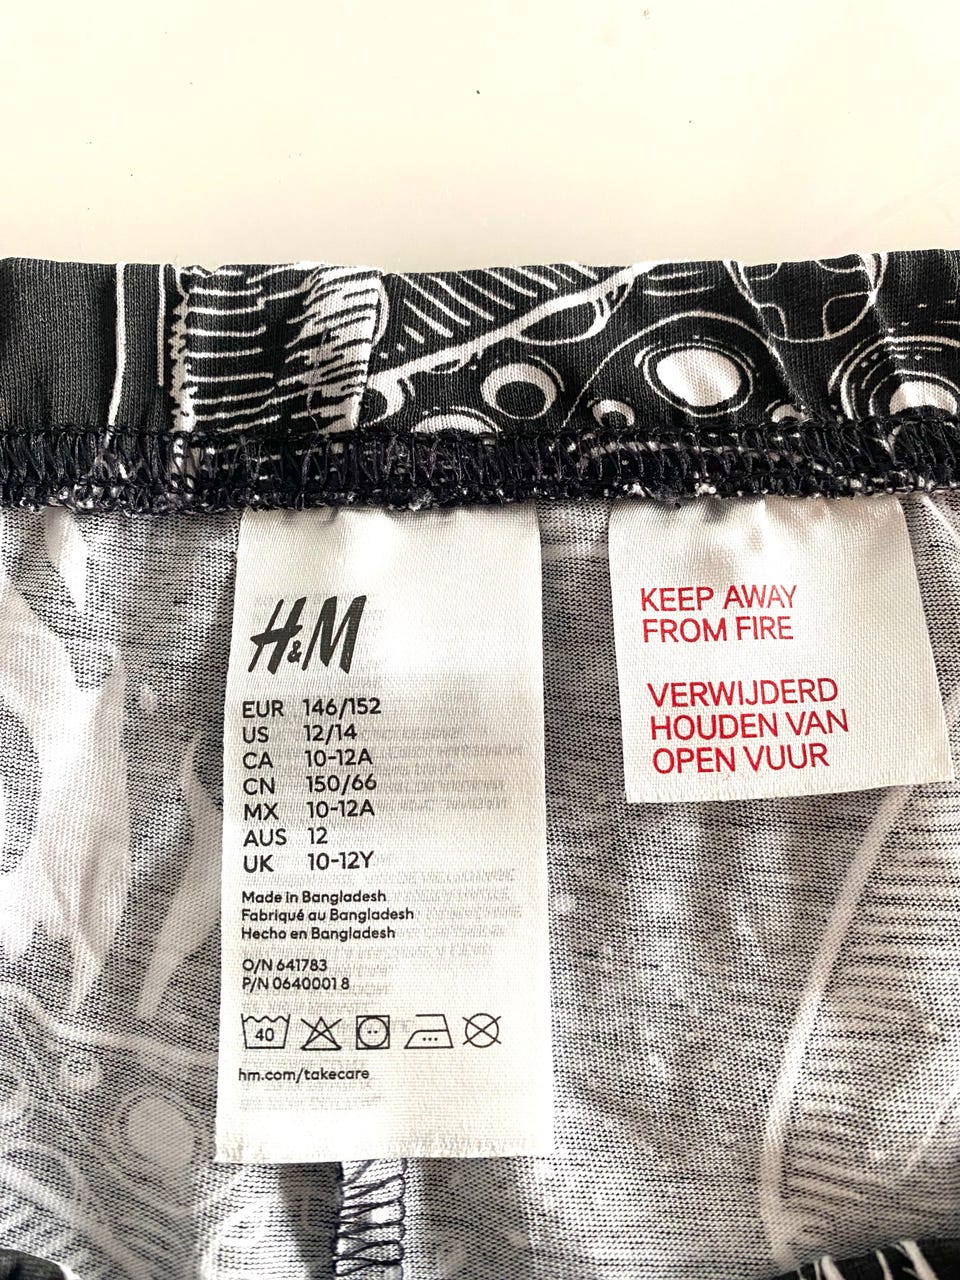 H&M
EUR 146/152
US 12/14
CA 10-12A
CN 150/66
MX 10-12A
AUS 12
UK 10-12Y
Made in Bangladesh
Fabriqué au Bangladesh
Hecho en Bangladesh
O/N 641783
P/N 0640001 8
40
hm.com/takecare
KEEP AWAY
FROM FIRE
VERWIJDERD
HOUDEN VAN
OPEN VUUR